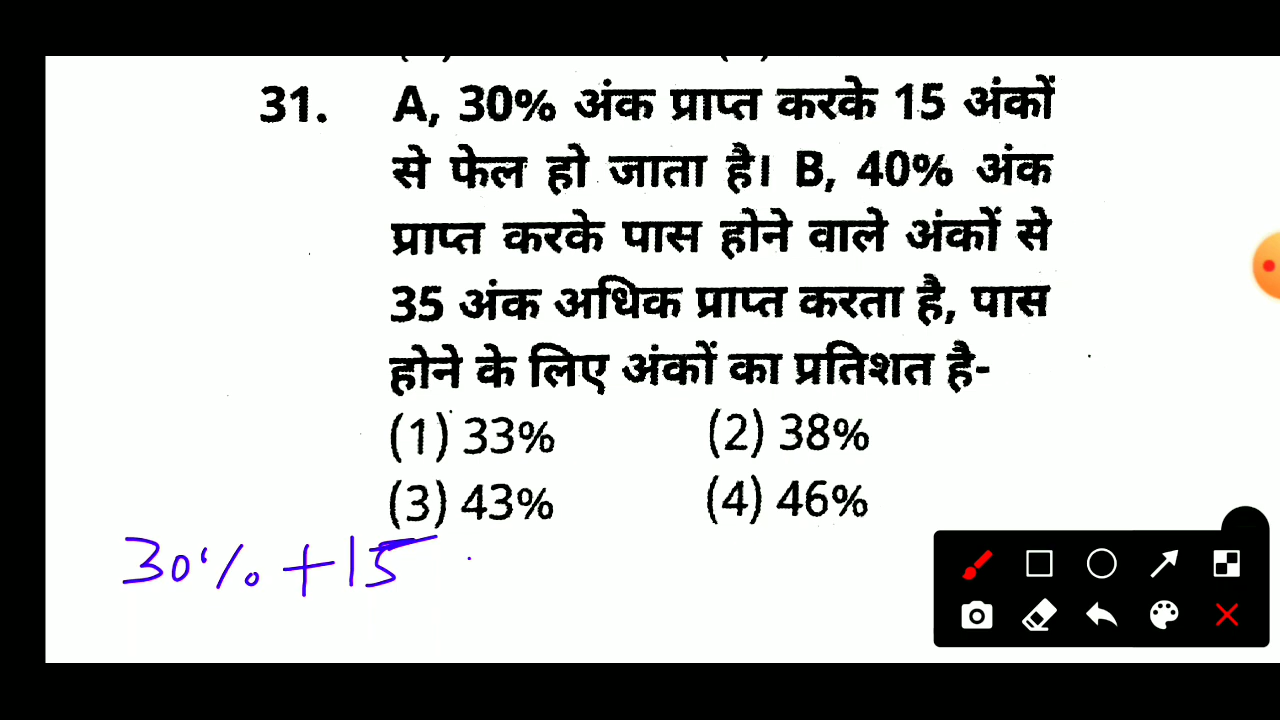 31. A, 30% अंक प्राप्त करके 15 अंकों
से फेल हो जाता है। B, 40% अंक
प्राप्त करके पास होने वाले अंकों से
35 अंक अधिक प्राप्त करता है, पास
होने के लिए अंकों का प्रतिशत है-
(1) 33% (2) 38%
(3) 43% (4) 46%
30% + 15